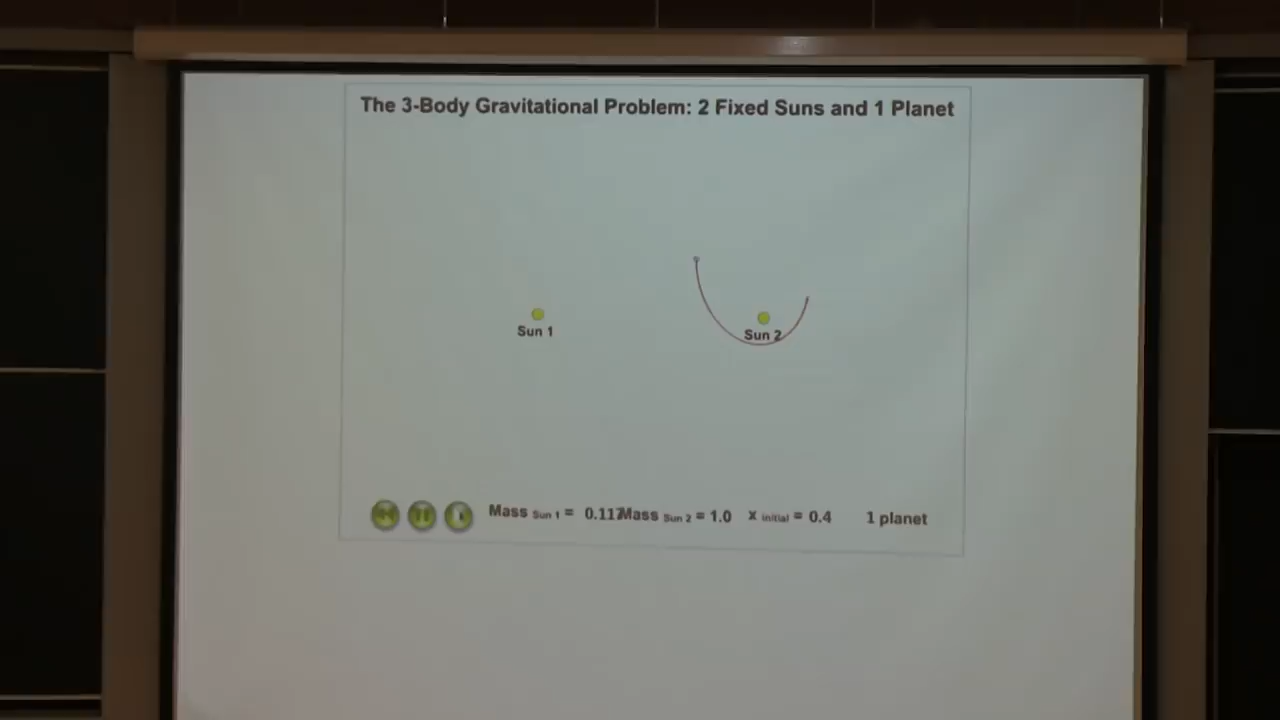 The 3-Body Gravitational Problem: 2 Fixed Suns and 1 Planet
Sun 1
Sun 2
Mass Sun 1 = 0.117 Mass Sun 2 = 1.0 x initial = 0.4 1 planet